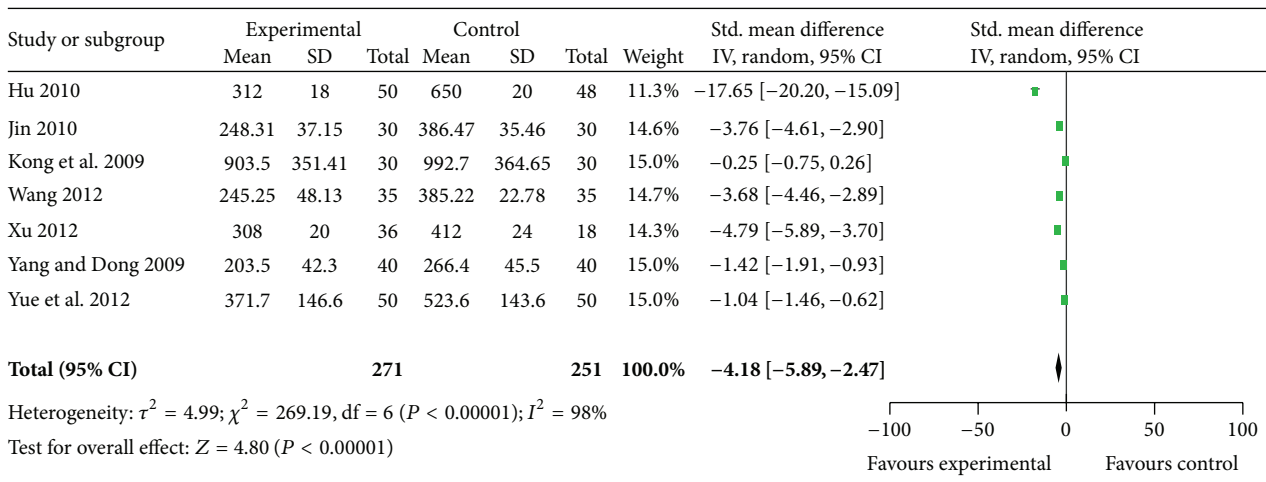 Study or subgroup Experimental Control Std. mean difference Std. mean difference
Mean SD Total Mean SD Total Weight IV, random, 95% CI IV, random, 95% CI
Hu 2010 312 18 50 650 20 48 11.3% −17.65 [−20.20, −15.09]
Jin 2010 248.31 37.15 30 386.47 35.46 30 14.6% −3.76 [−4.61, −2.90]
Kong et al. 2009 903.5 351.41 30 992.7 364.65 30 15.0% −0.25 [−0.75, 0.26]
Wang 2012 245.25 48.13 35 385.22 22.78 35 14.7% −3.68 [−4.46, −2.89]
Xu 2012 308 20 36 412 24 18 14.3% −4.79 [−5.89, −3.70]
Yang and Dong 2009 203.5 42.3 40 266.4 45.5 40 15.0% −1.42 [−1.91, −0.93]
Yue et al. 2012 371.7 146.6 50 523.6 143.6 50 15.0% −1.04 [−1.46, −0.62]
Total (95% CI) 271 251 100.0% −4.18 [−5.89, −2.47]
Heterogeneity: τ² = 4.99; χ² = 269.19, df = 6 (P < 0.00001); I² = 98%
Test for overall effect: Z = 4.80 (P < 0.00001)
−100 −50 0 50 100
Favours experimental Favours control